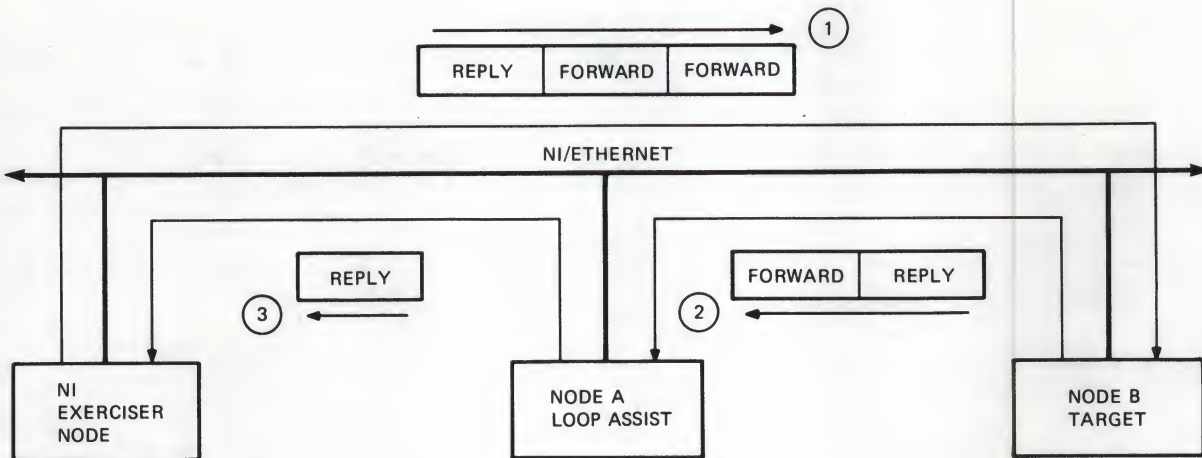 1
REPLY FORWARD FORWARD
NI/ETHERNET
REPLY
FORWARD REPLY
3
2
NI
EXERCISER
NODE
NODE A
LOOP ASSIST
NODE B
TARGET